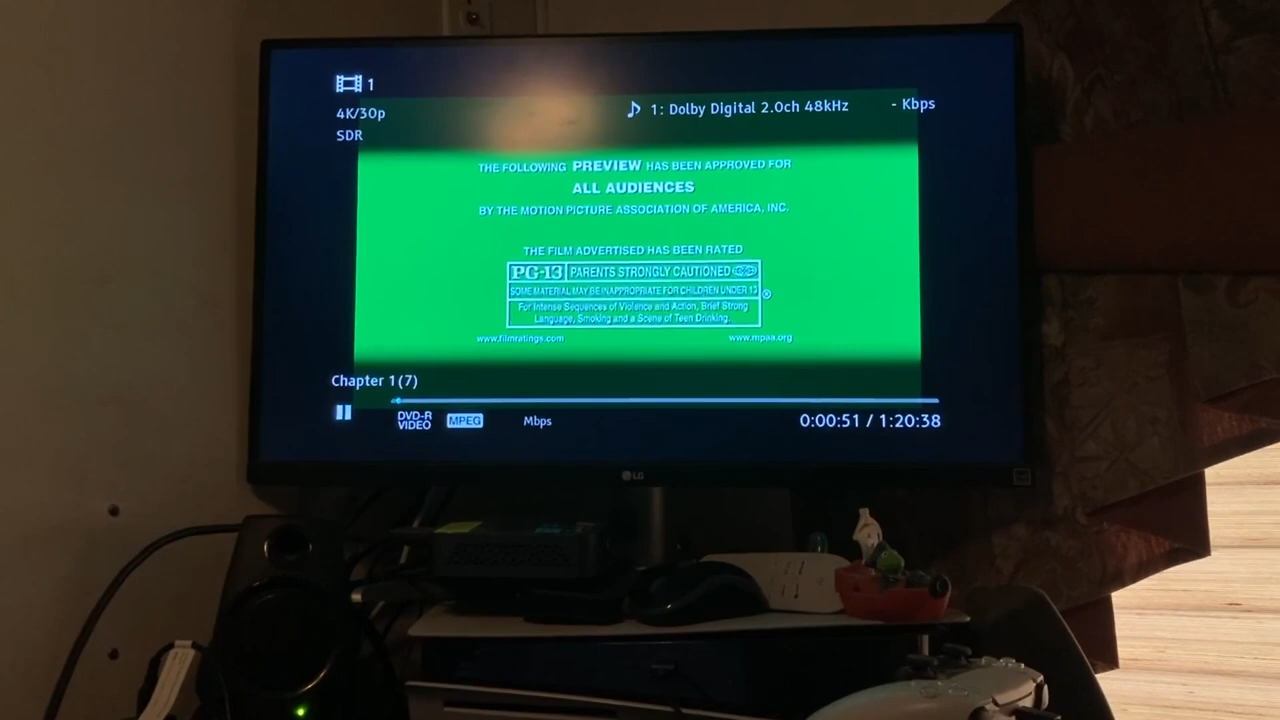 1
4K/30p
1: Dolby Digital 2.0ch 48kHz
- Kbps
SDR
THE FOLLOWING PREVIEW HAS BEEN APPROVED FOR
ALL AUDIENCES
BY THE MOTION PICTURE ASSOCIATION OF AMERICA, INC.
THE FILM ADVERTISED HAS BEEN RATED
PG-13 PARENTS STRONGLY CAUTIONED
SOME MATERIAL MAY BE INAPPROPRIATE FOR CHILDREN UNDER 13
®
For Intense Sequences of Violence and Action, Brief Strong
Language, Smoking and a Scene of Teen Drinking.
www.filmratings.com
www.mpaa.org
Chapter 1(7)
DVD-R
VIDEO
MPEG
Mbps
0:00:51 / 1:20:38
LG